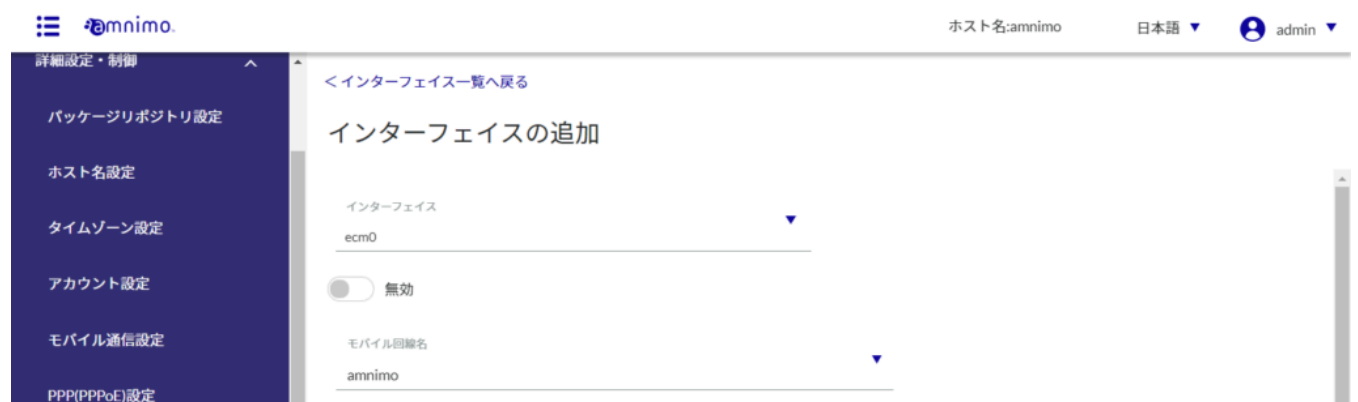 amnimo.
ホスト名:amnimo
日本語
admin
詳細設定・制御
パッケージリポジトリ設定
ホスト名設定
タイムゾーン設定
アカウント設定
モバイル通信設定
PPP(PPPoE)設定
<インターフェイス一覧へ戻る
インターフェイスの追加
インターフェイス
ecm0
無効
モバイル回線名
amnimo